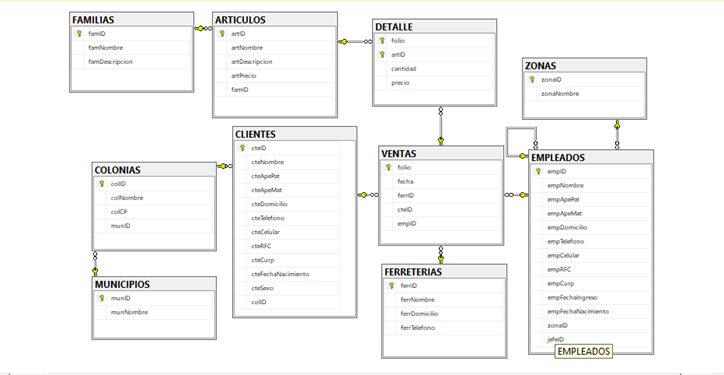 FAMILIAS
famID
famNombre
famDescripcion
ARTICULOS
artID
artNombre
artDescripcion
artPrecio
famID
DETALLE
folio
artID
cantidad
precio
ZONAS
zonaID
zonaNombre
CLIENTES
cteID
cteNombre
cteApePat
cteApeMat
cteDomicilio
cteTelefono
cteCelular
cteRFC
cteCurp
cteFechaNacimiento
cteSexo
colID
COLONIAS
colID
colNombre
colCP
munID
MUNICIPIOS
munID
munNombre
VENTAS
folio
fecha
ferrID
cteID
empID
FERRETERIAS
ferrID
ferrNombre
ferrDomicilio
ferrTelefono
EMPLEADOS
empID
empNombre
empApePat
empApeMat
empDomicilio
empTelefono
empCelular
empRFC
empCurp
empFechaIngreso
empFechaNacimiento
zonaID
jefeID
EMPLEADOS